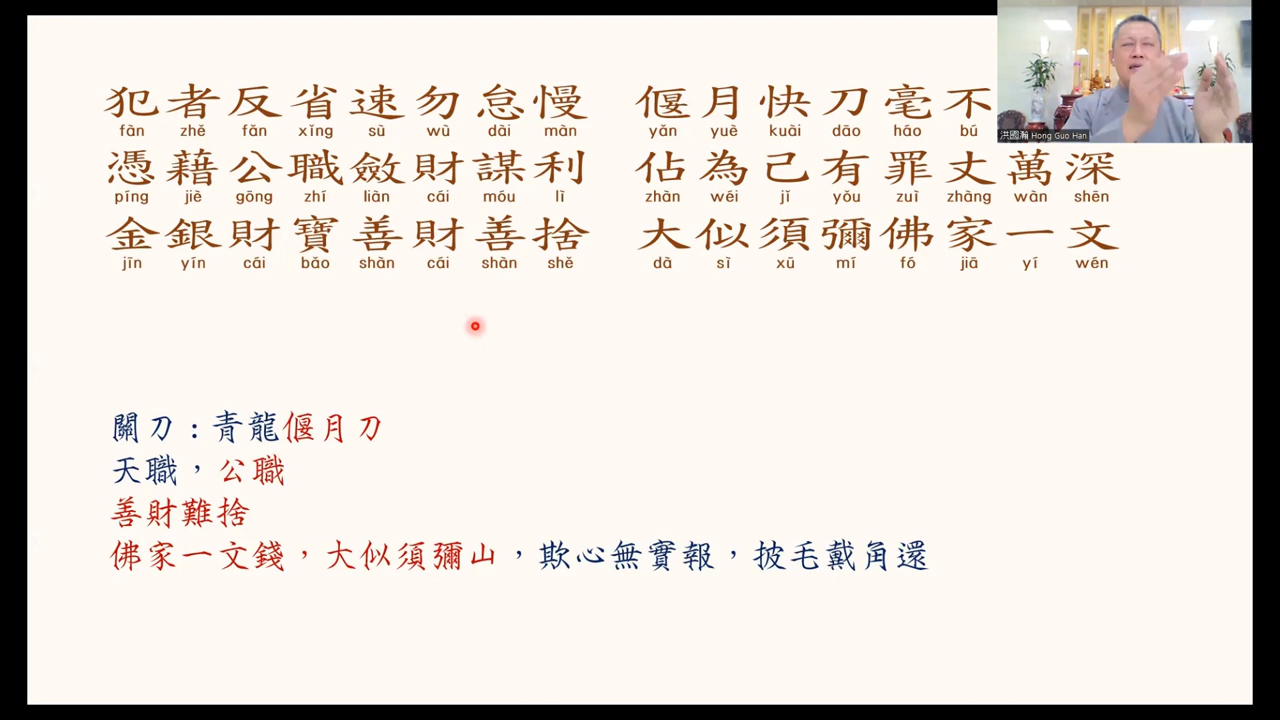 犯者反省速勿怠慢 偃月快刀毫不
fàn zhě fǎn xǐng sù wù dài màn yǎn yuè kuài dāo háo bú
憑藉公職斂財謀利 佔為己有罪丈萬深
píng jiè gōng zhí liàn cái móu lì zhàn wéi jǐ yǒu zuì zhàng wàn shēn
金銀財寶善財善捨 大似須彌佛家一文
jīn yín cái bǎo shàn cái shàn shě dà sì xū mí fó jiā yí wén
關刀：青龍偃月刀
天職，公職
善財難捨
佛家一文錢，大似須彌山，欺心無實報，披毛戴角還
洪國瀚 Hong Guo Han